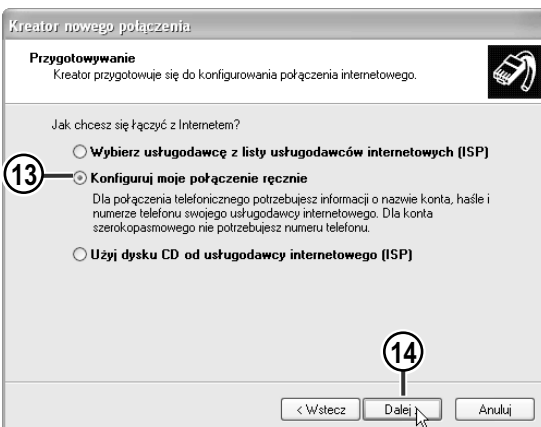 Kreator nowego połączenia
Przygotowywanie
Kreator przygotowuje się do konfigurowania połączenia internetowego.
Jak chcesz się łączyć z Internetem?
Wybierz usługodawcę z listy usługodawców internetowych (ISP)
13
Konfiguruj moje połączenie ręcznie
Dla połączenia telefonicznego potrzebujesz informacji o nazwie konta, haśle i
numerze telefonu swojego usługodawcy internetowego. Dla konta
szerokopasmowego nie potrzebujesz numeru telefonu.
Użyj dysku CD od usługodawcy internetowego (ISP)
14
< Wstecz Dalej > Anuluj